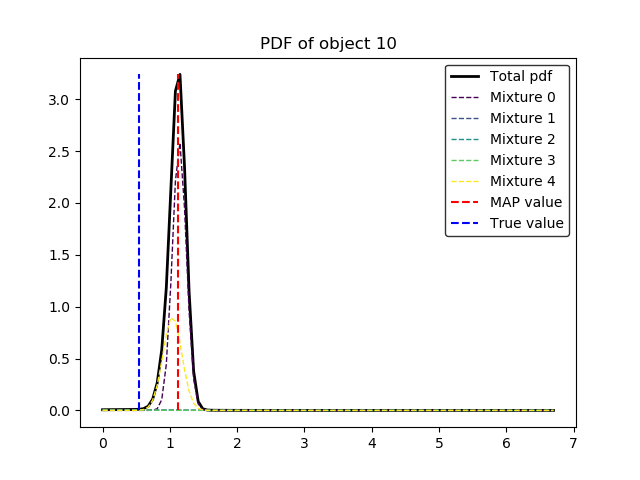 PDF of object 10
Total pdf
Mixture 0
Mixture 1
Mixture 2
Mixture 3
Mixture 4
MAP value
True value
3.0
2.5
2.0
1.5
1.0
0.5
0.0
0 1 2 3 4 5 6 7